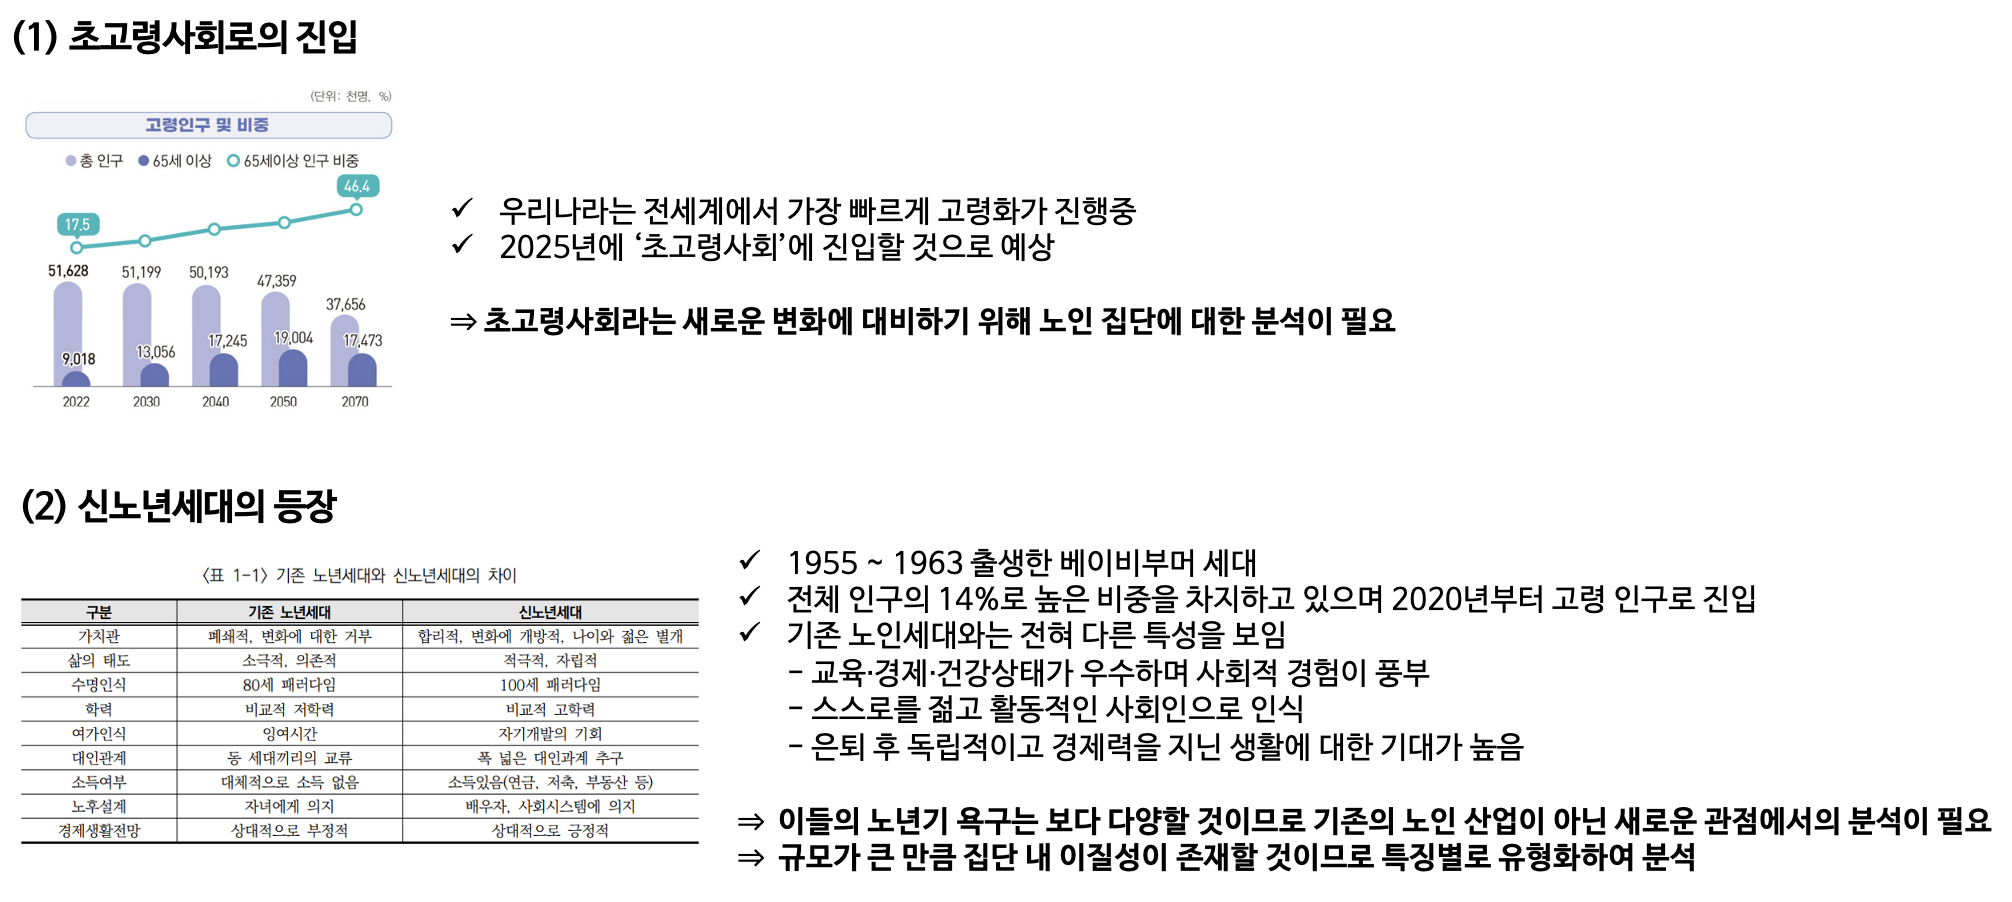 (1) 초고령사회로의 진입
(단위: 천명, %)
고령인구 및 비중
총 인구 65세 이상 65세이상 인구 비중
46.4
17.5
51,628 51,199 50,193 47,359 37,656
9,018 13,056 17,245 19,004 17,473
2022 2030 2040 2050 2070
✓ 우리나라는 전세계에서 가장 빠르게 고령화가 진행중
✓ 2025년에 ‘초고령사회’에 진입할 것으로 예상
⇒ 초고령사회라는 새로운 변화에 대비하기 위해 노인 집단에 대한 분석이 필요
(2) 신노년세대의 등장
〈표 1-1〉 기존 노년세대와 신노년세대의 차이
구분 기존 노년세대 신노년세대
가치관 폐쇄적, 변화에 대한 거부 합리적, 변화에 개방적, 나이와 젊은 별개
삶의 태도 소극적, 의존적 적극적, 자립적
수명인식 80세 패러다임 100세 패러다임
학력 비교적 저학력 비교적 고학력
여가인식 잉여시간 자기개발의 기회
대인관계 동 세대끼리의 교류 폭 넓은 대인과계 추구
소득여부 대체적으로 소득 없음 소득있음(연금, 저축, 부동산 등)
노후설계 자녀에게 의지 배우자, 사회시스템에 의지
경제생활전망 상대적으로 부정적 상대적으로 긍정적
✓ 1955 ~ 1963 출생한 베이비부머 세대
✓ 전체 인구의 14%로 높은 비중을 차지하고 있으며 2020년부터 고령 인구로 진입
✓ 기존 노인세대와는 전혀 다른 특성을 보임
- 교육·경제·건강상태가 우수하며 사회적 경험이 풍부
- 스스로를 젊고 활동적인 사회인으로 인식
- 은퇴 후 독립적이고 경제력을 지닌 생활에 대한 기대가 높음
⇒ 이들의 노년기 욕구는 보다 다양할 것이므로 기존의 노인 산업이 아닌 새로운 관점에서의 분석이 필요
⇒ 규모가 큰 만큼 집단 내 이질성이 존재할 것이므로 특징별로 유형화하여 분석